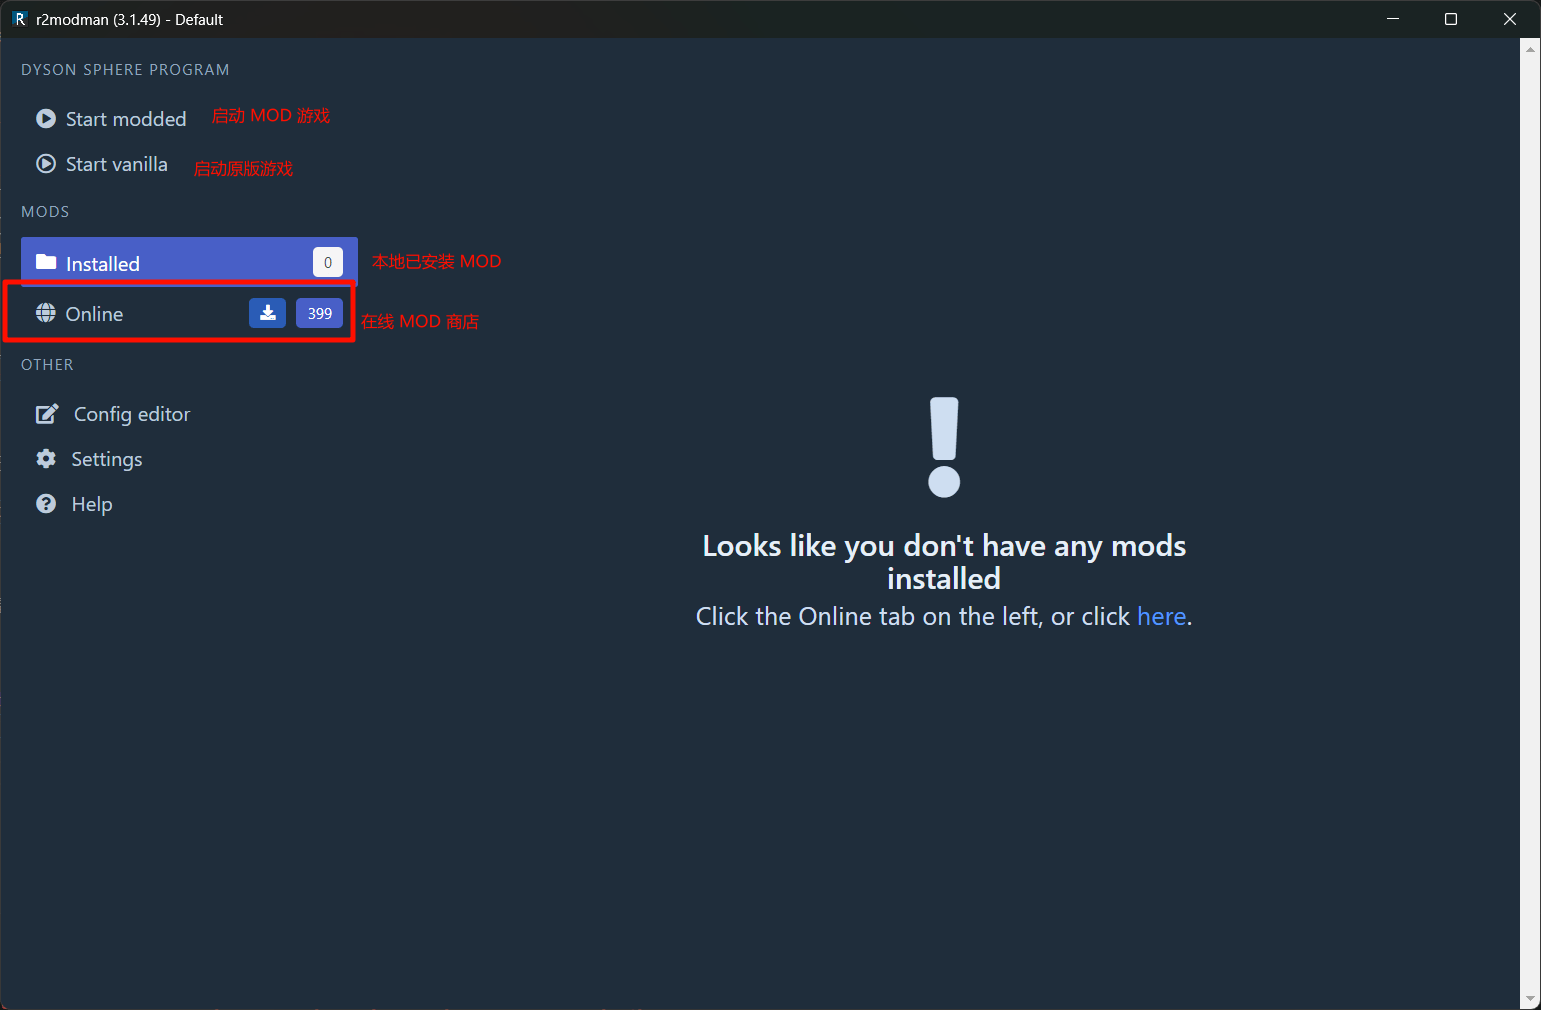 r2modman (3.1.49) - Default
DYSON SPHERE PROGRAM
Start modded 启动 MOD 游戏
Start vanilla 启动原版游戏
MODS
Installed 0 本地已安装 MOD
Online 399 在线 MOD 商店
OTHER
Config editor
Settings
Help
Looks like you don't have any mods
installed
Click the Online tab on the left, or click here.